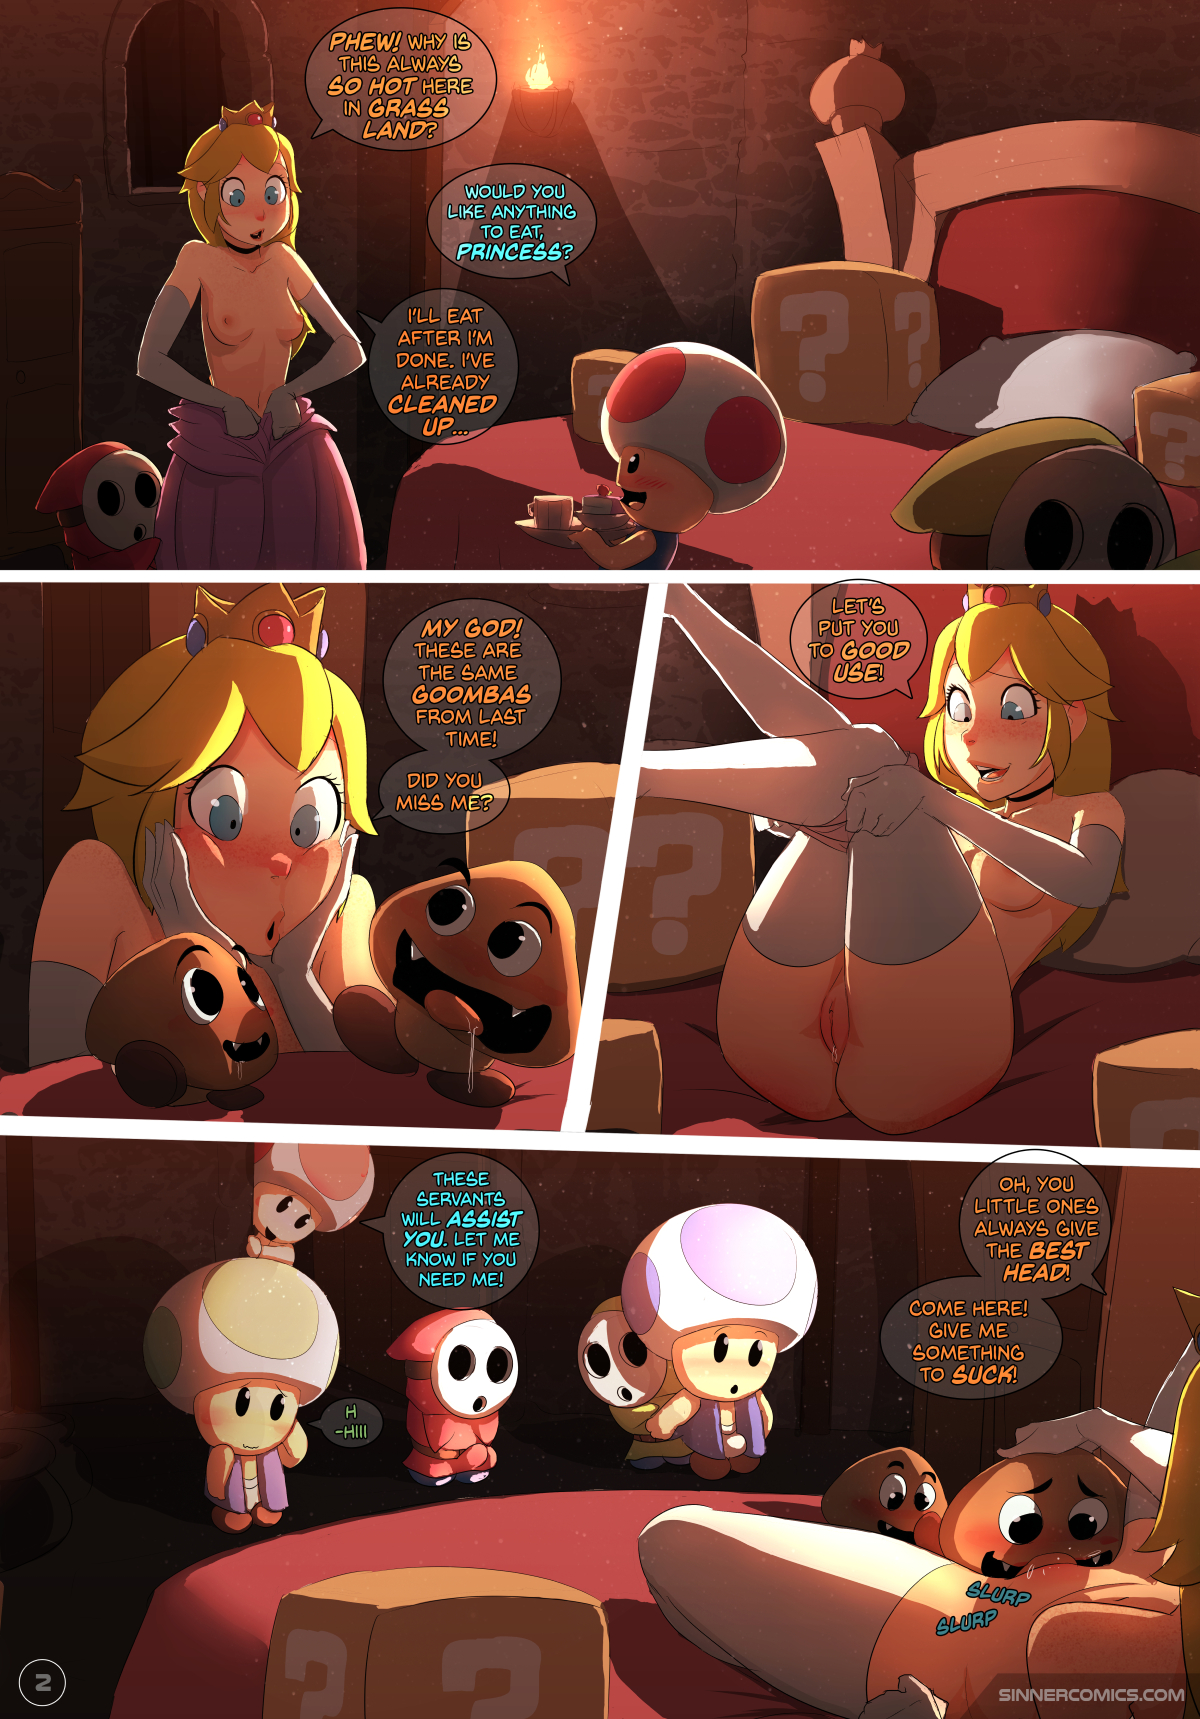 PHEW! WHY IS
THIS ALWAYS
SO HOT HERE
IN GRASS
LAND?
WOULD YOU
LIKE ANYTHING
TO EAT,
PRINCESS?
I'LL EAT
AFTER I'M
DONE. I'VE
ALREADY
CLEANED
UP...
?
?
?
?
MY GOD!
THESE ARE
THE SAME
GOOMBAS
FROM LAST
TIME!
DID YOU
MISS ME?
? ?
LET'S
PUT YOU
TO GOOD
USE!
?
THESE
SERVANTS
WILL ASSIST
YOU. LET ME
KNOW IF YOU
NEED ME!
H
-HIII
OH, YOU
LITTLE ONES
ALWAYS GIVE
THE BEST
HEAD!
COME HERE!
GIVE ME
SOMETHING
TO SUCK!
SLURP
SLURP
? ?
2
SINNERCOMICS.COM